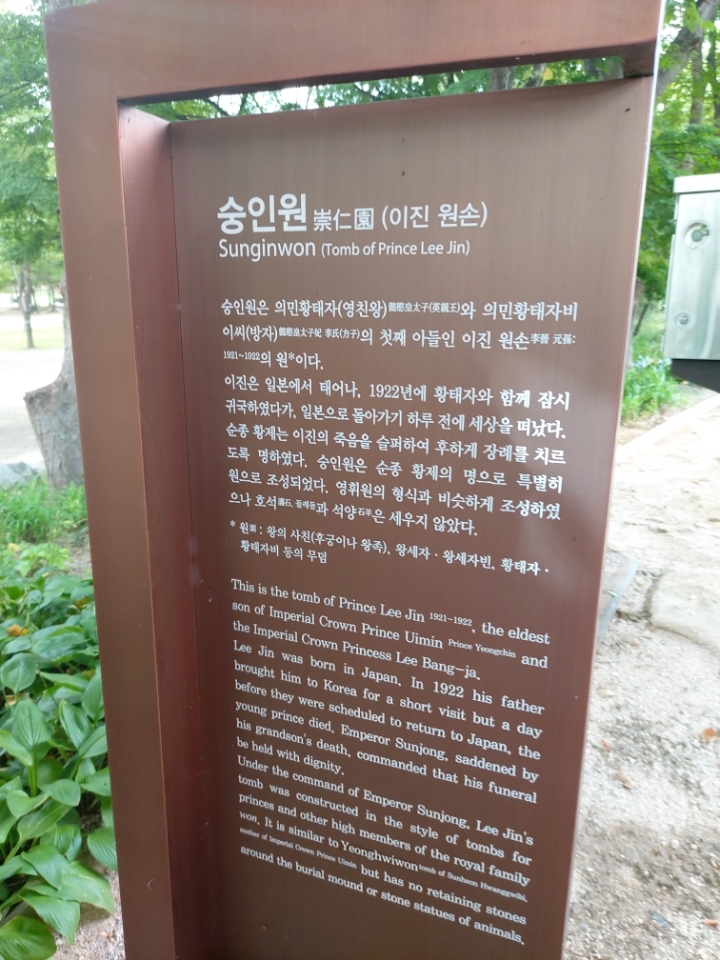 숭인원 崇仁園 (이진 원손)
Sunginwon (Tomb of Prince Lee Jin)
숭인원은 의민황태자(영친왕)懿愍皇太子(英親王)와 의민황태자비
이씨(방자)懿愍皇太子妃 李氏(方子)의 첫째 아들인 이진 원손李晉 元孫:
1921~1922의 원*이다.
이진은 일본에서 태어나, 1922년에 황태자와 함께 잠시
귀국하였다가, 일본으로 돌아가기 하루 전에 세상을 떠났다.
순종 황제는 이진의 죽음을 슬퍼하여 후하게 장례를 치르
도록 명하였다. 숭인원은 순종 황제의 명으로 특별히
원으로 조성되었다. 영휘원의 형식과 비슷하게 조성하였
으나 호석護石, 둘레돌과 석양石羊은 세우지 않았다.
* 원園 : 왕의 사친(후궁이나 왕족), 왕세자 · 왕세자빈, 황태자 ·
황태자비 등의 무덤
This is the tomb of Prince Lee Jin 1921-1922, the eldest
son of Imperial Crown Prince Uimin Prince Yeongchin and
the Imperial Crown Princess Lee Bang-ja.
Lee Jin was born in Japan. In 1922 his father
brought him to Korea for a short visit but a day
before they were scheduled to return to Japan, the
young prince died. Emperor Sunjong, saddened by
his grandson's death, commanded that his funeral
be held with dignity.
Under the command of Emperor Sunjong, Lee Jin's
tomb was constructed in the style of tombs for
princes and other high members of the royal family
won. It is similar to Yeonghwiwon tomb of Sunheon Hwanggwibi,
mother of Imperial Crown Prince Uimin but has no retaining stones
around the burial mound or stone statues of animals.